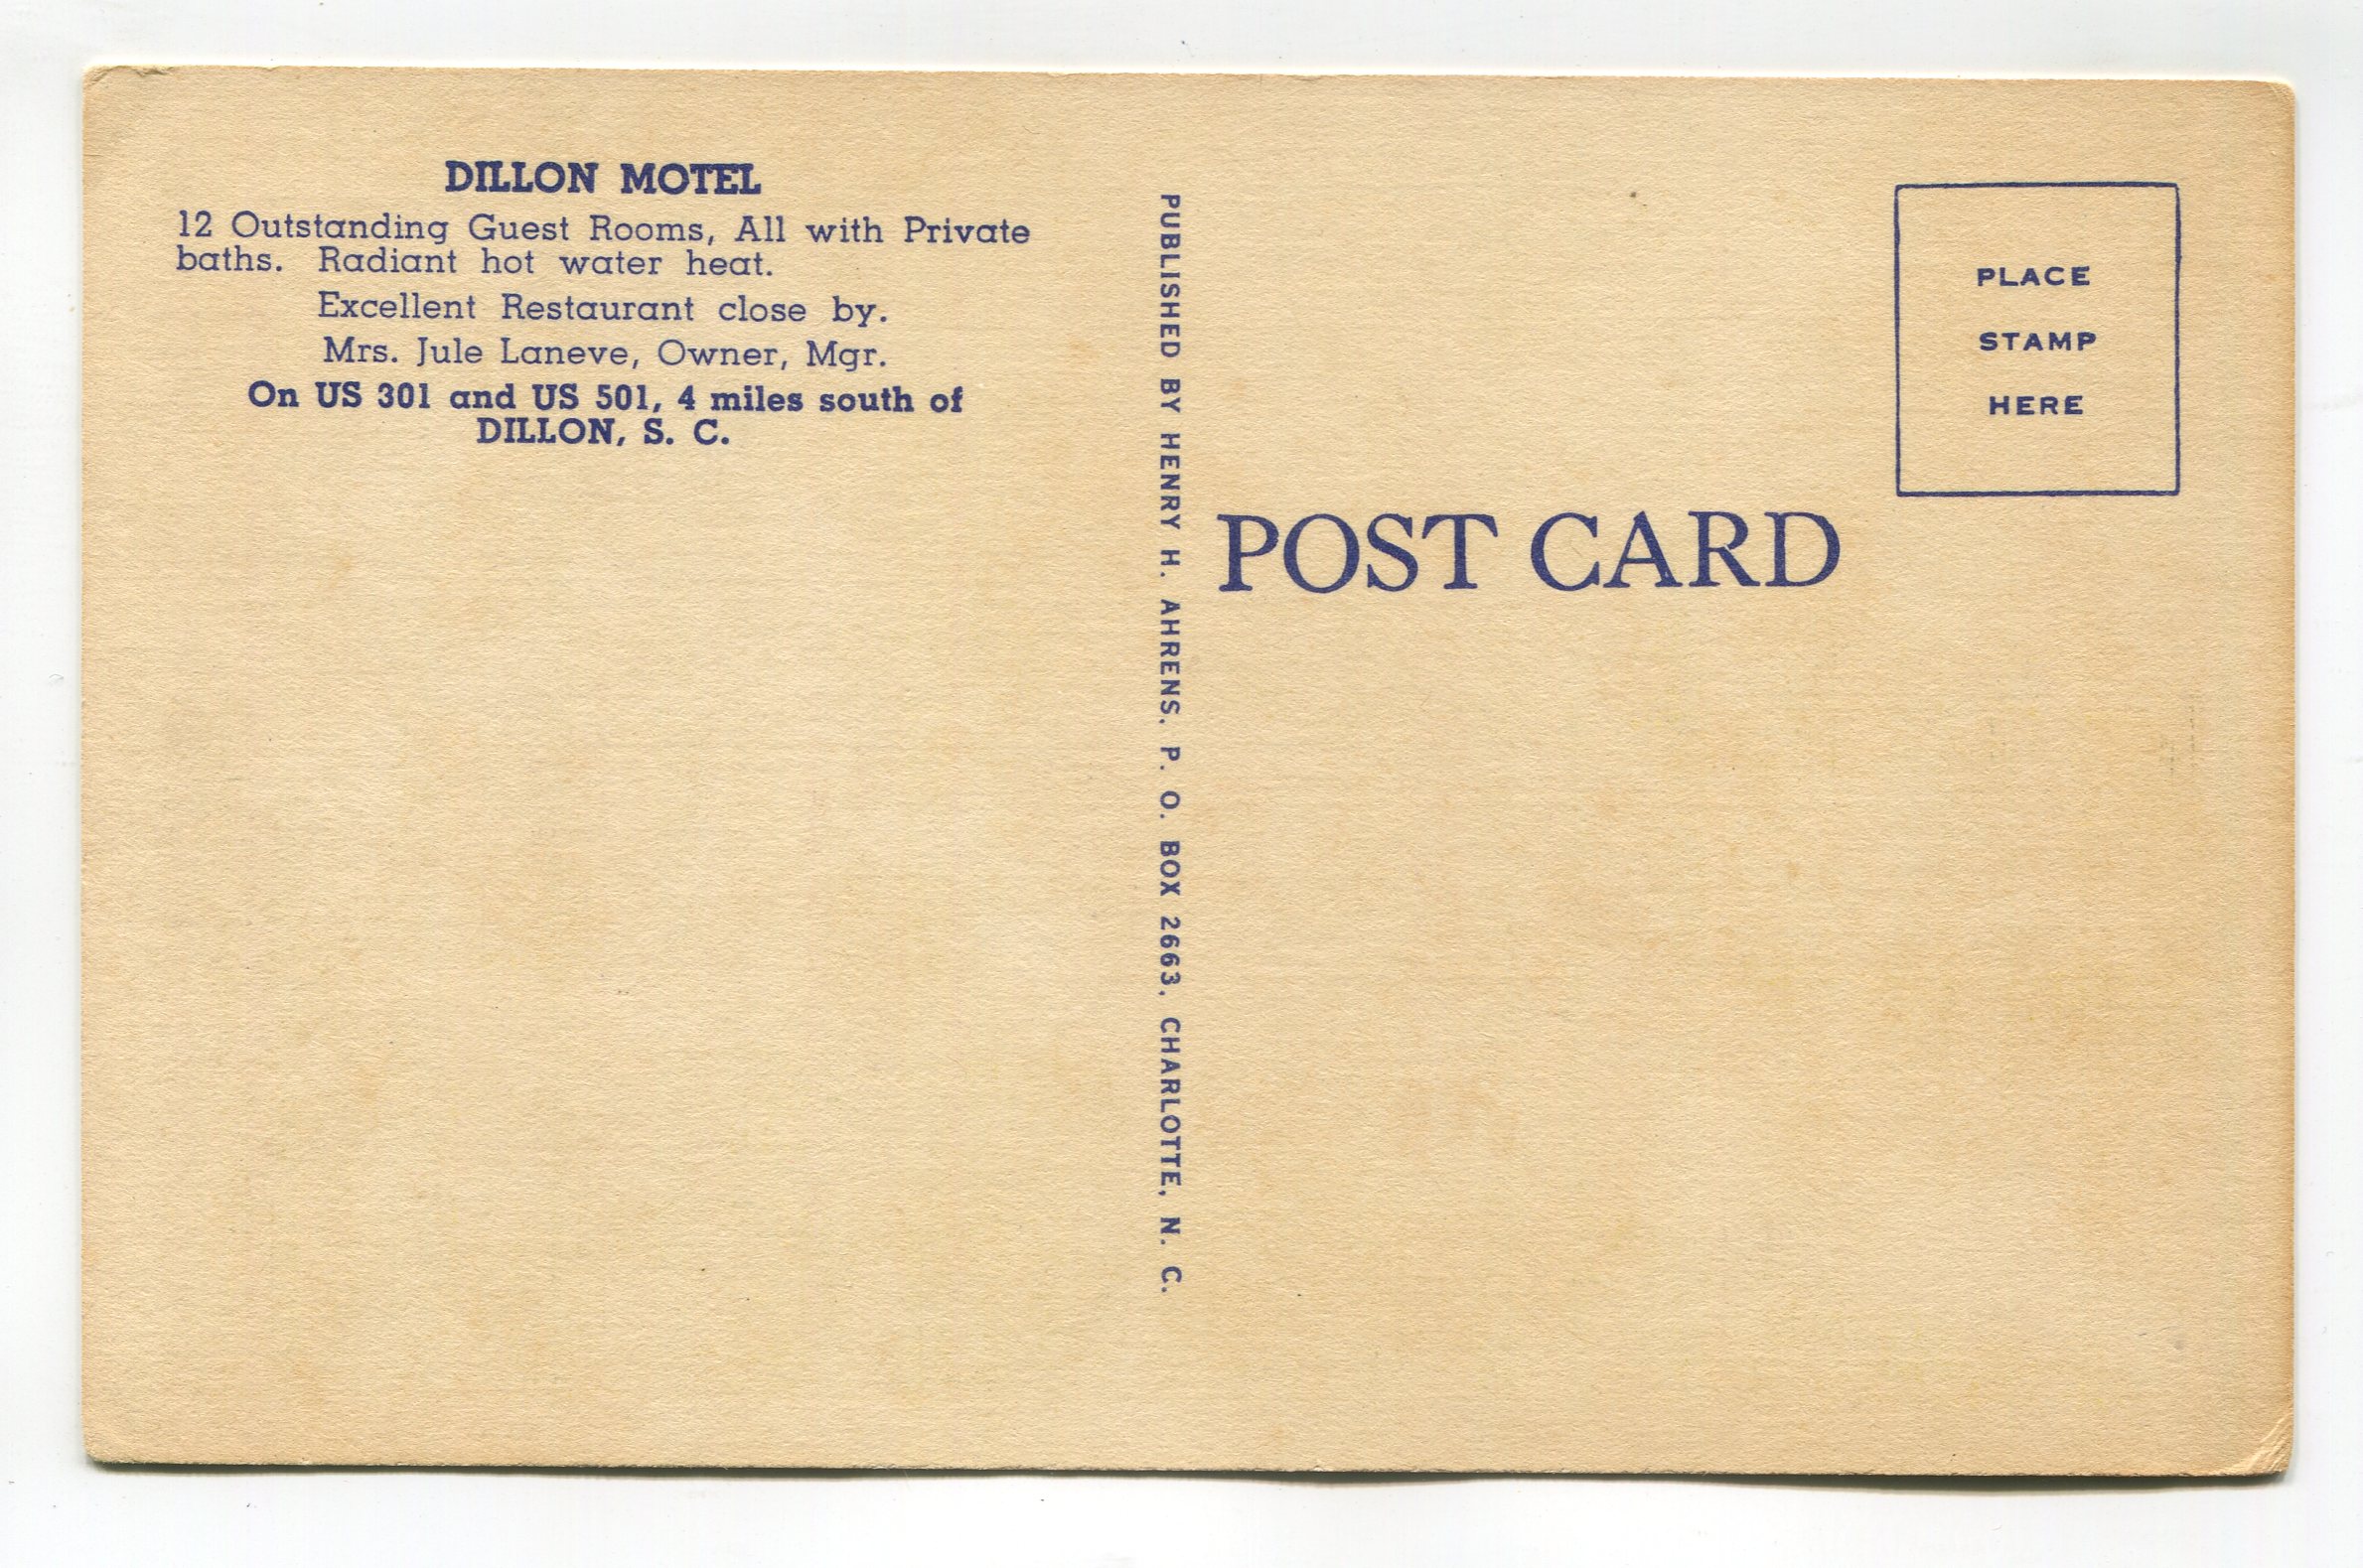 DILLON MOTEL
12 Outstanding Guest Rooms, All with Private
baths. Radiant hot water heat.
Excellent Restaurant close by.
Mrs. Jule Laneve, Owner, Mgr.
On US 301 and US 501, 4 miles south of
DILLON, S. C.
PUBLISHED BY HENRY H. AHRENS, P. O. BOX 2663, CHARLOTTE, N. C.
POST CARD
PLACE
STAMP
HERE